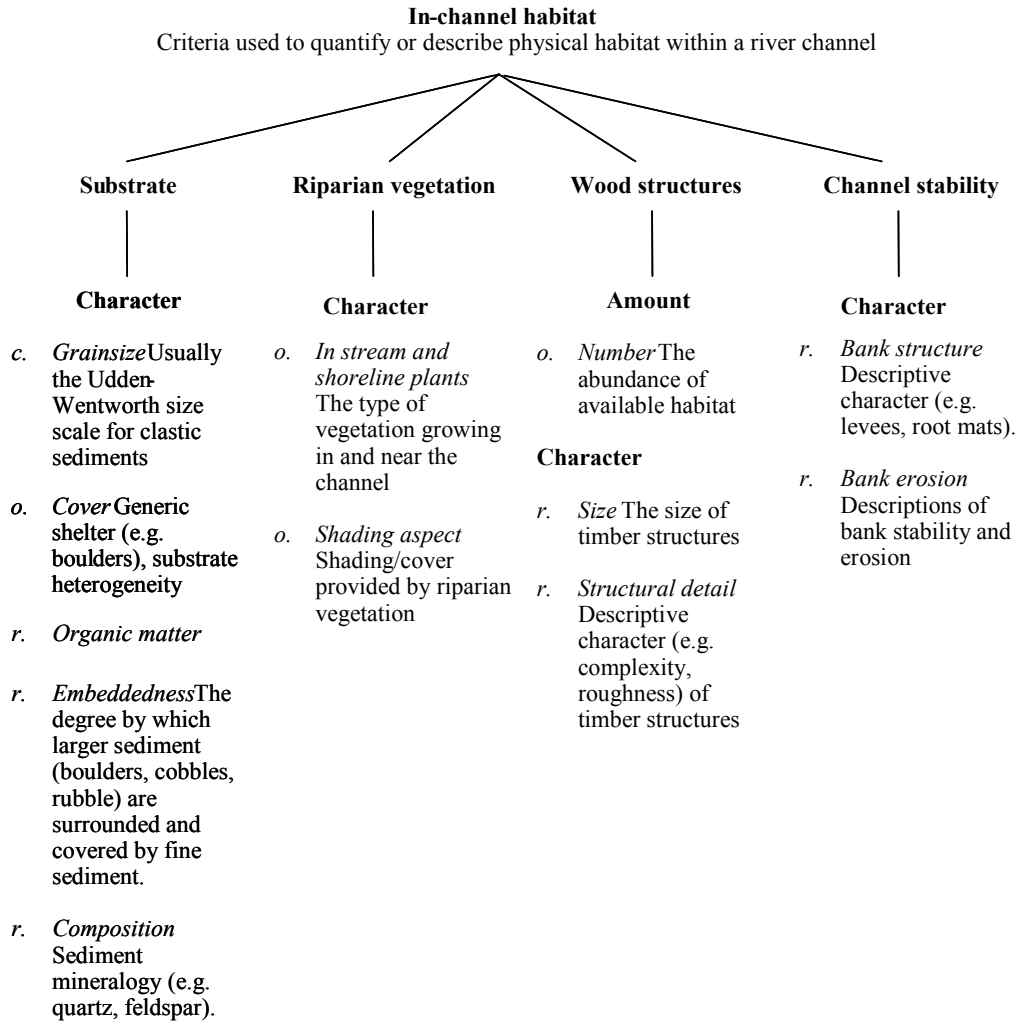 In-channel habitat
Criteria used to quantify or describe physical habitat within a river channel
Substrate
Character
c. Grainsize Usually
the Udden-
Wentworth size
scale for clastic
sediments
o. Cover Generic
shelter (e.g.
boulders), substrate
heterogeneity
r. Organic matter
r. Embeddedness The
degree by which
larger sediment
(boulders, cobbles,
rubble) are
surrounded and
covered by fine
sediment.
r. Composition
Sediment
mineralogy (e.g.
quartz, feldspar).
Riparian vegetation
Character
o. In stream and
shoreline plants
The type of
vegetation growing
in and near the
channel
o. Shading aspect
Shading/cover
provided by riparian
vegetation
Wood structures
Amount
o. Number The
abundance of
available habitat
Character
r. Size The size of
timber structures
r. Structural detail
Descriptive
character (e.g.
complexity,
roughness) of
timber structures
Channel stability
Character
r. Bank structure
Descriptive
character (e.g.
levees, root mats).
r. Bank erosion
Descriptions of
bank stability and
erosion